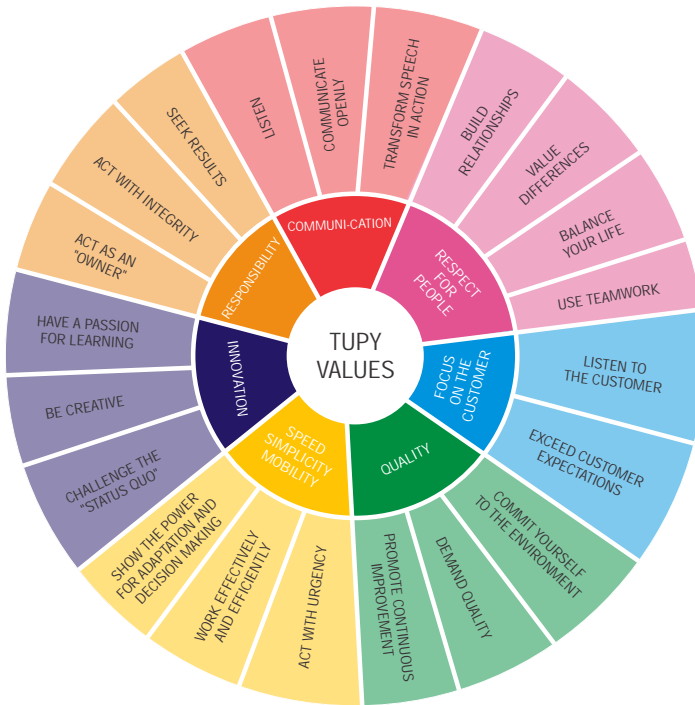 TUPY
VALUES
COMMUNI-CATION
LISTEN
COMMUNICATE
OPENLY
TRANSFORM SPEECH
IN ACTION
RESPECT
FOR
PEOPLE
BUILD
RELATIONSHIPS
VALUE
DIFFERENCES
BALANCE
YOUR LIFE
USE TEAMWORK
FOCUS
ON THE
CUSTOMER
LISTEN TO
THE CUSTOMER
EXCEED CUSTOMER
EXPECTATIONS
QUALITY
COMMIT YOURSELF
TO THE ENVIRONMENT
DEMAND QUALITY
PROMOTE CONTINUOUS
IMPROVEMENT
SPEED
SIMPLICITY
MOBILITY
ACT WITH URGENCY
WORK EFFECTIVELY
AND EFFICIENTLY
SHOW THE POWER
FOR ADAPTATION AND
DECISION MAKING
INNOVATION
CHALLENGE THE
"STATUS QUO”
BE CREATIVE
HAVE A PASSION
FOR LEARNING
RESPONSIBILITY
ACT AS AN
"OWNER”
ACT WITH INTEGRITY
SEEK RESULTS